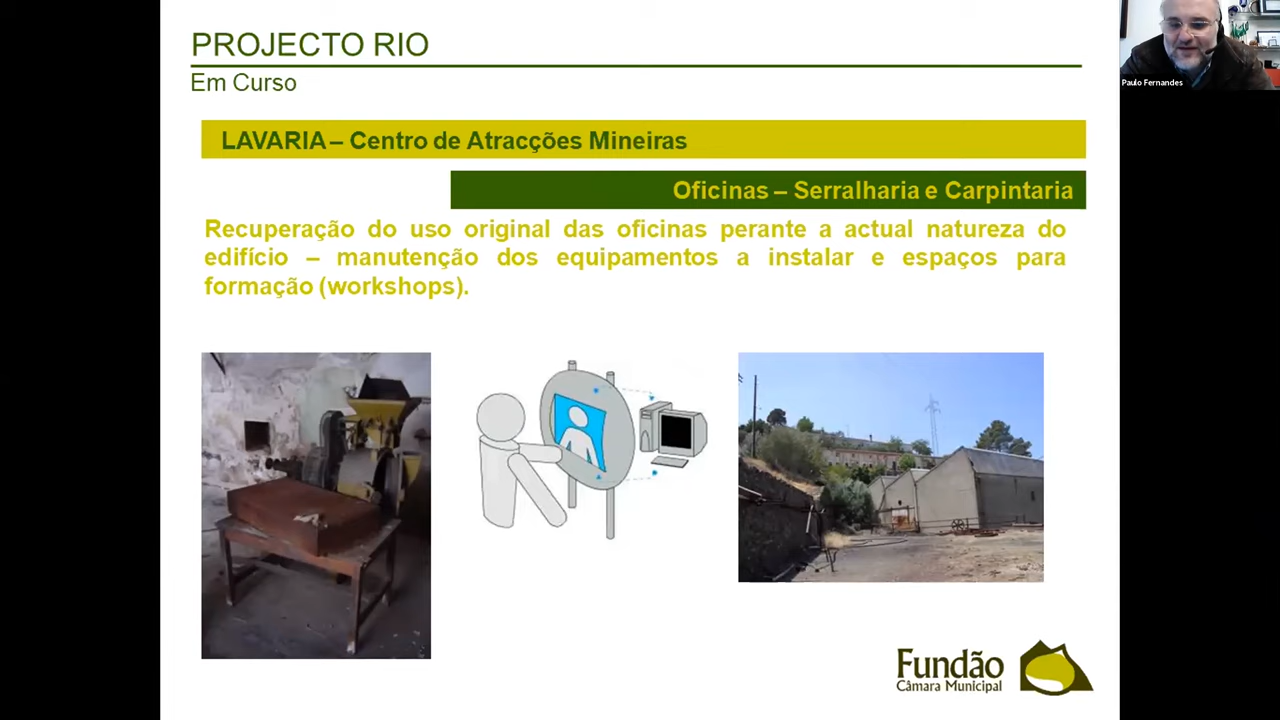 PROJECTO RIO
Em Curso
Paulo Fernandes
LAVARIA – Centro de Atracções Mineiras
Oficinas – Serralharia e Carpintaria
Recuperação do uso original das oficinas perante a actual natureza do
edifício – manutenção dos equipamentos a instalar e espaços para
formação (workshops).
Fundão
Câmara Municipal